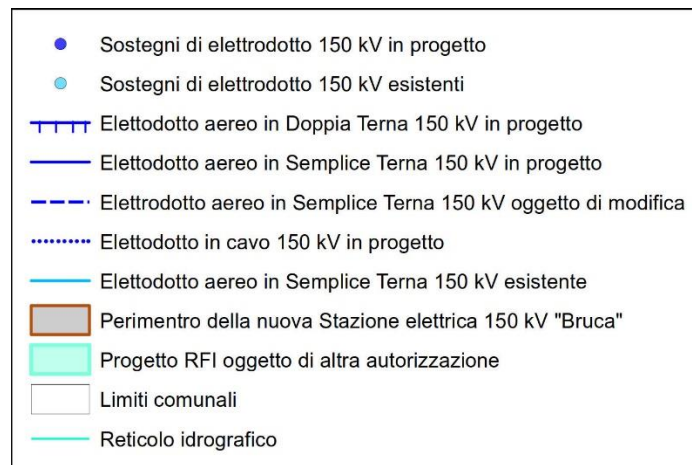 Sostegni di elettrodotto 150 kV in progetto
Sostegni di elettrodotto 150 kV esistenti
Elettodotto aereo in Doppia Terna 150 kV in progetto
Elettodotto aereo in Semplice Terna 150 kV in progetto
Elettrodotto aereo in Semplice Terna 150 kV oggetto di modifica
Elettodotto in cavo 150 kV in progetto
Elettodotto aereo in Semplice Terna 150 kV esistente
Perimentro della nuova Stazione elettrica 150 kV "Bruca"
Progetto RFI oggetto di altra autorizzazione
Limiti comunali
Reticolo idrografico